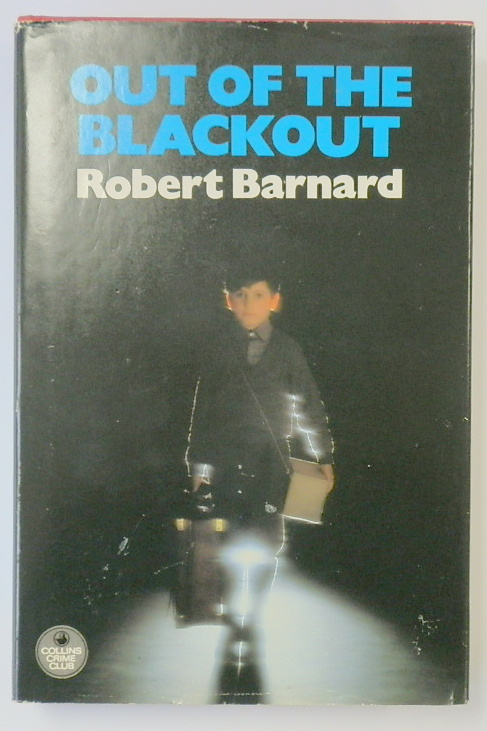 OUT OF THE
BLACKOUT
Robert Barnard
COLLINS
CRIME
CLUB